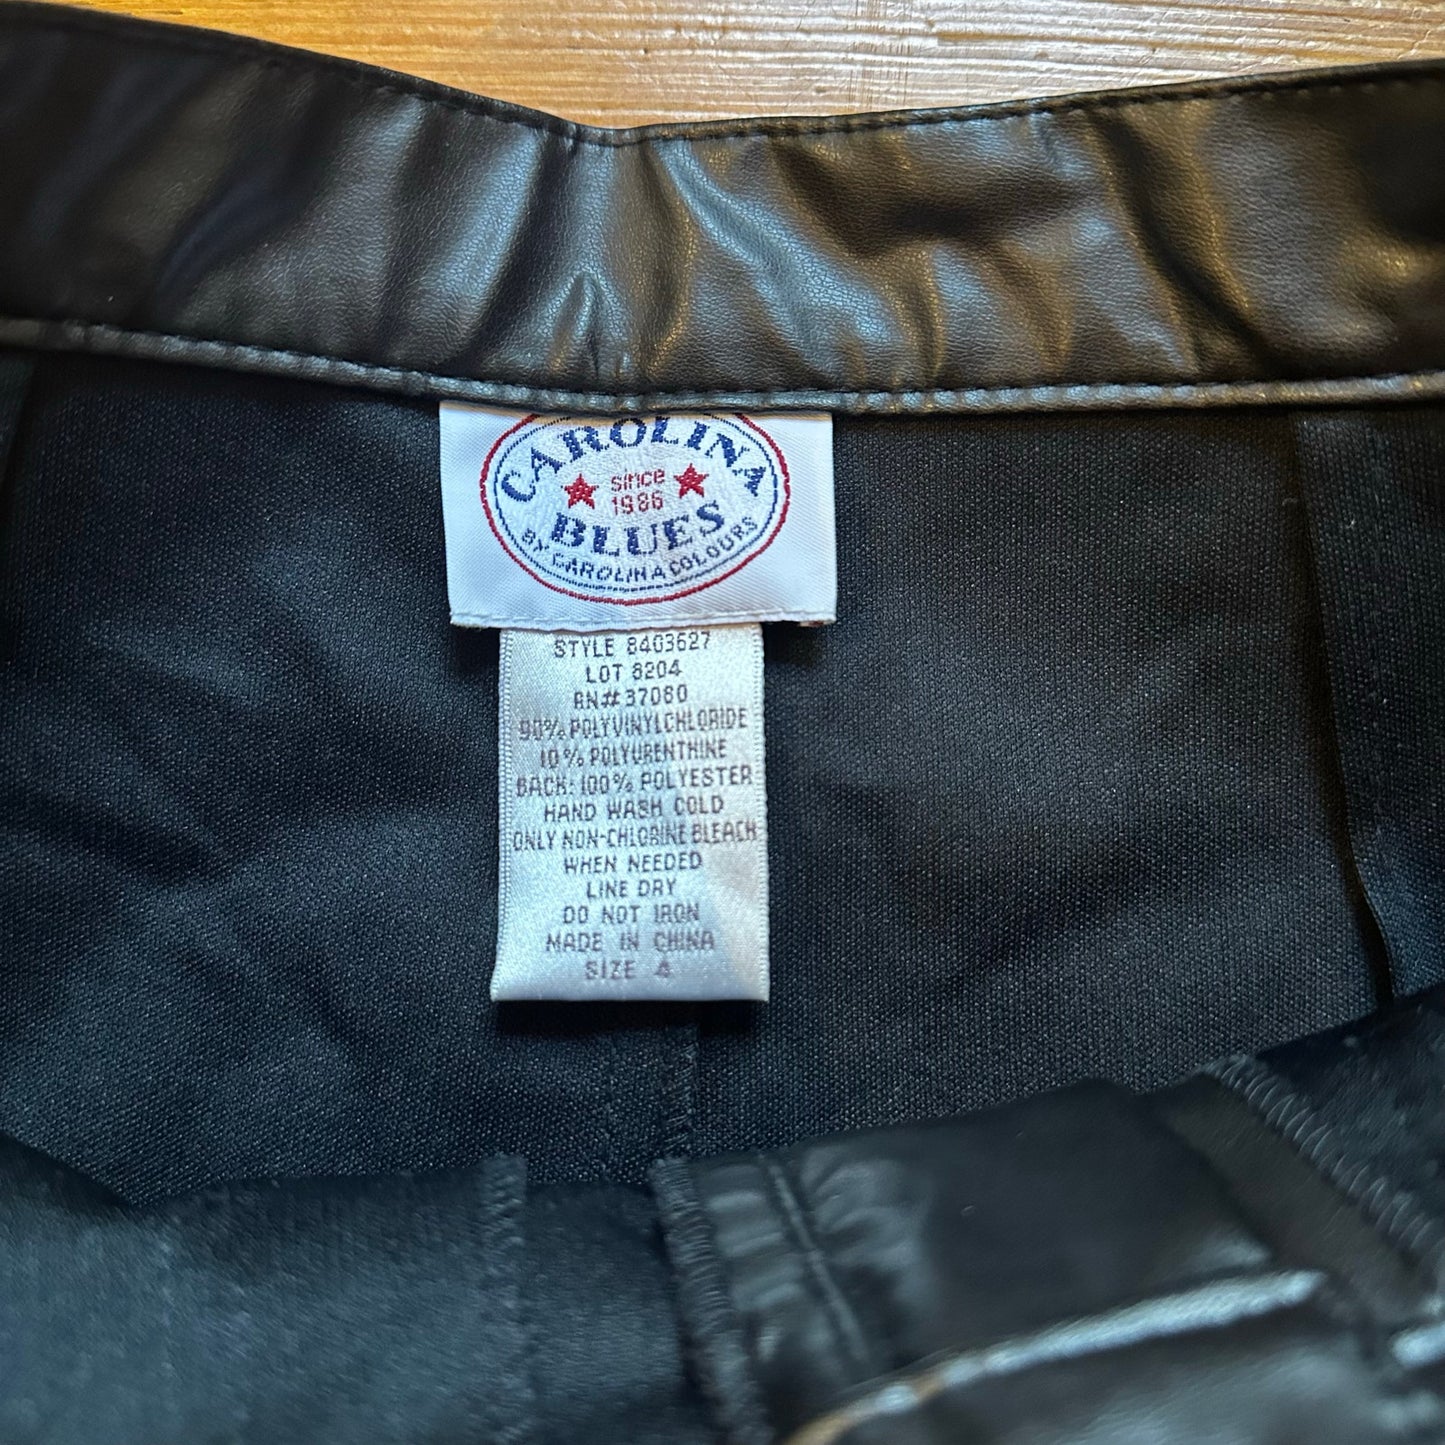 CAROLINA
since
1986
BLUES
BY CAROLINA COLOURS
STYLE 8403627
LOT 8204
RN# 37080
90% POLYVINYLCHLORIDE
10% POLYURENTHINE
BACK: 100% POLYESTER
HAND WASH COLD
ONLY NON-CHLORINE BLEACH
WHEN NEEDED
LINE DRY
DO NOT IRON
MADE IN CHINA
SIZE 4